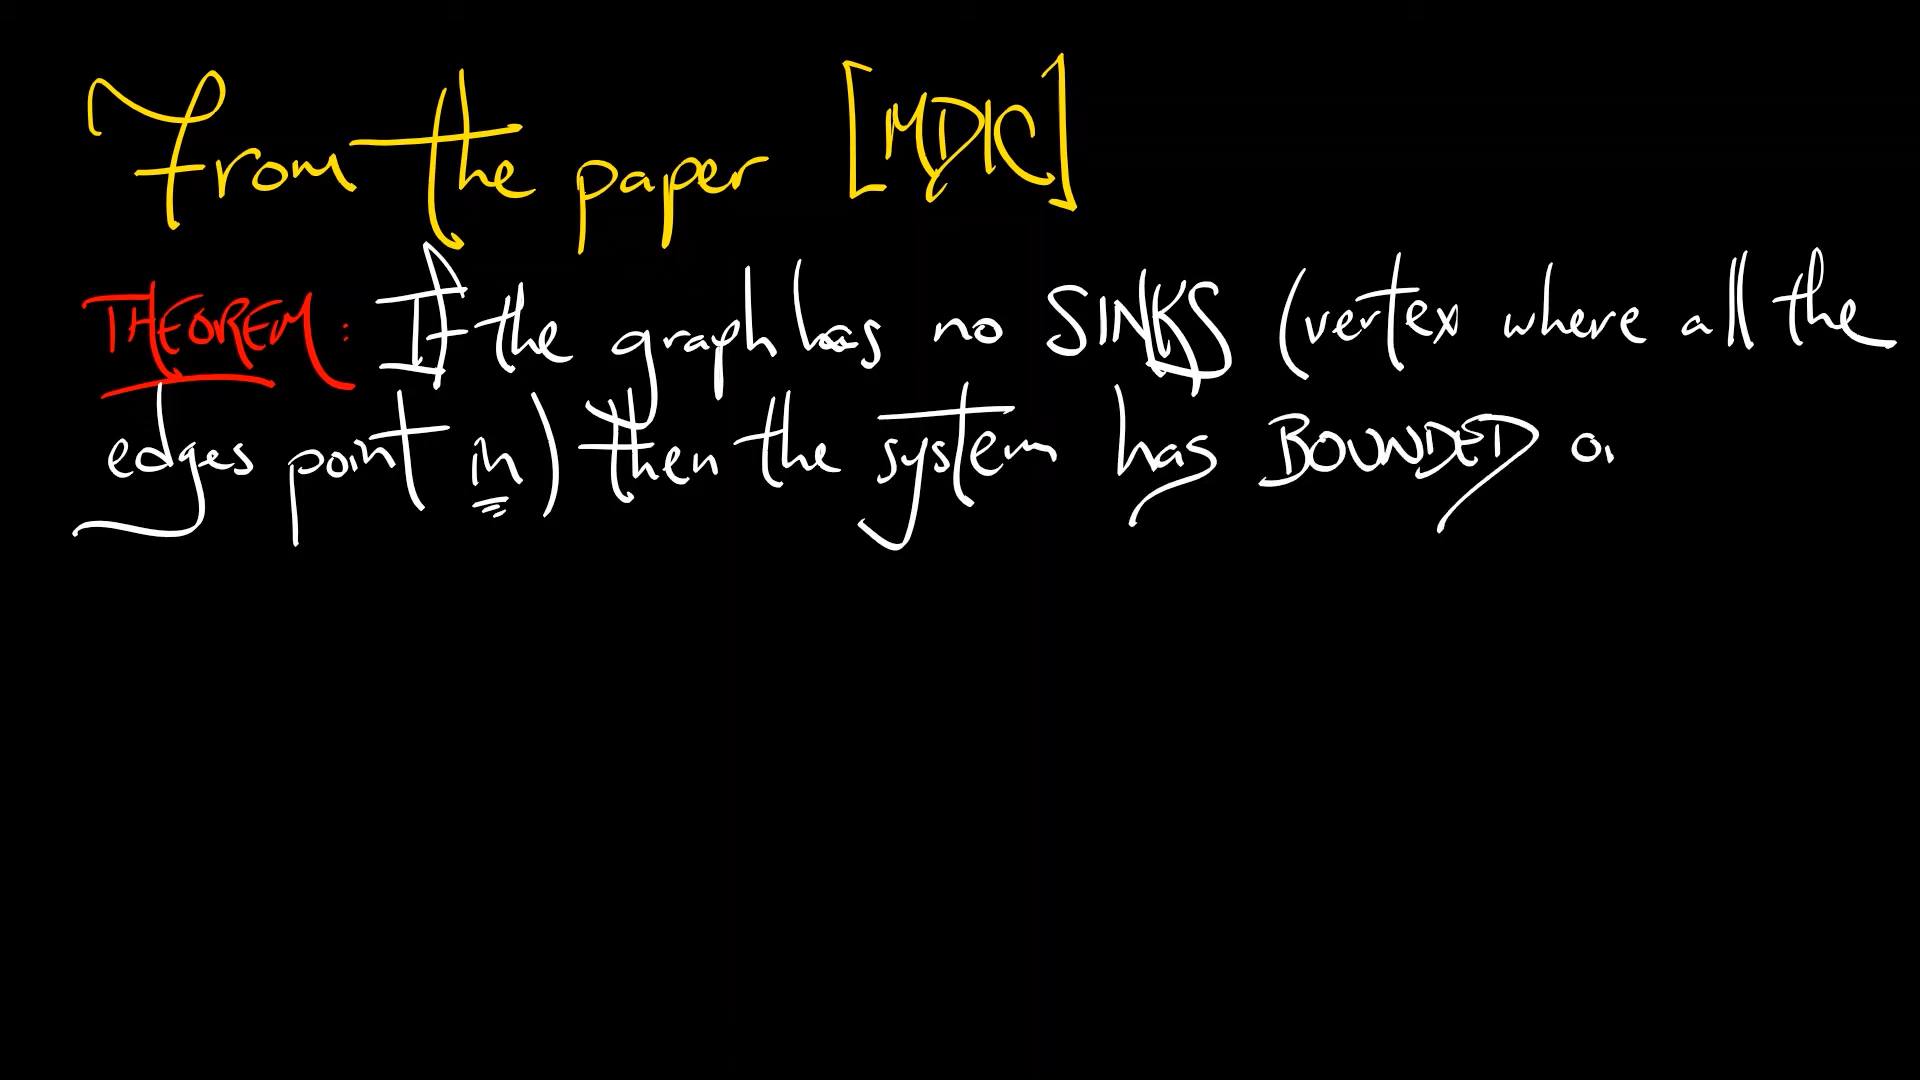 From the paper [MDIC]
THEOREM: If the graph has no SINKS (vertex where all the
edges point in) then the system has BOUNDED